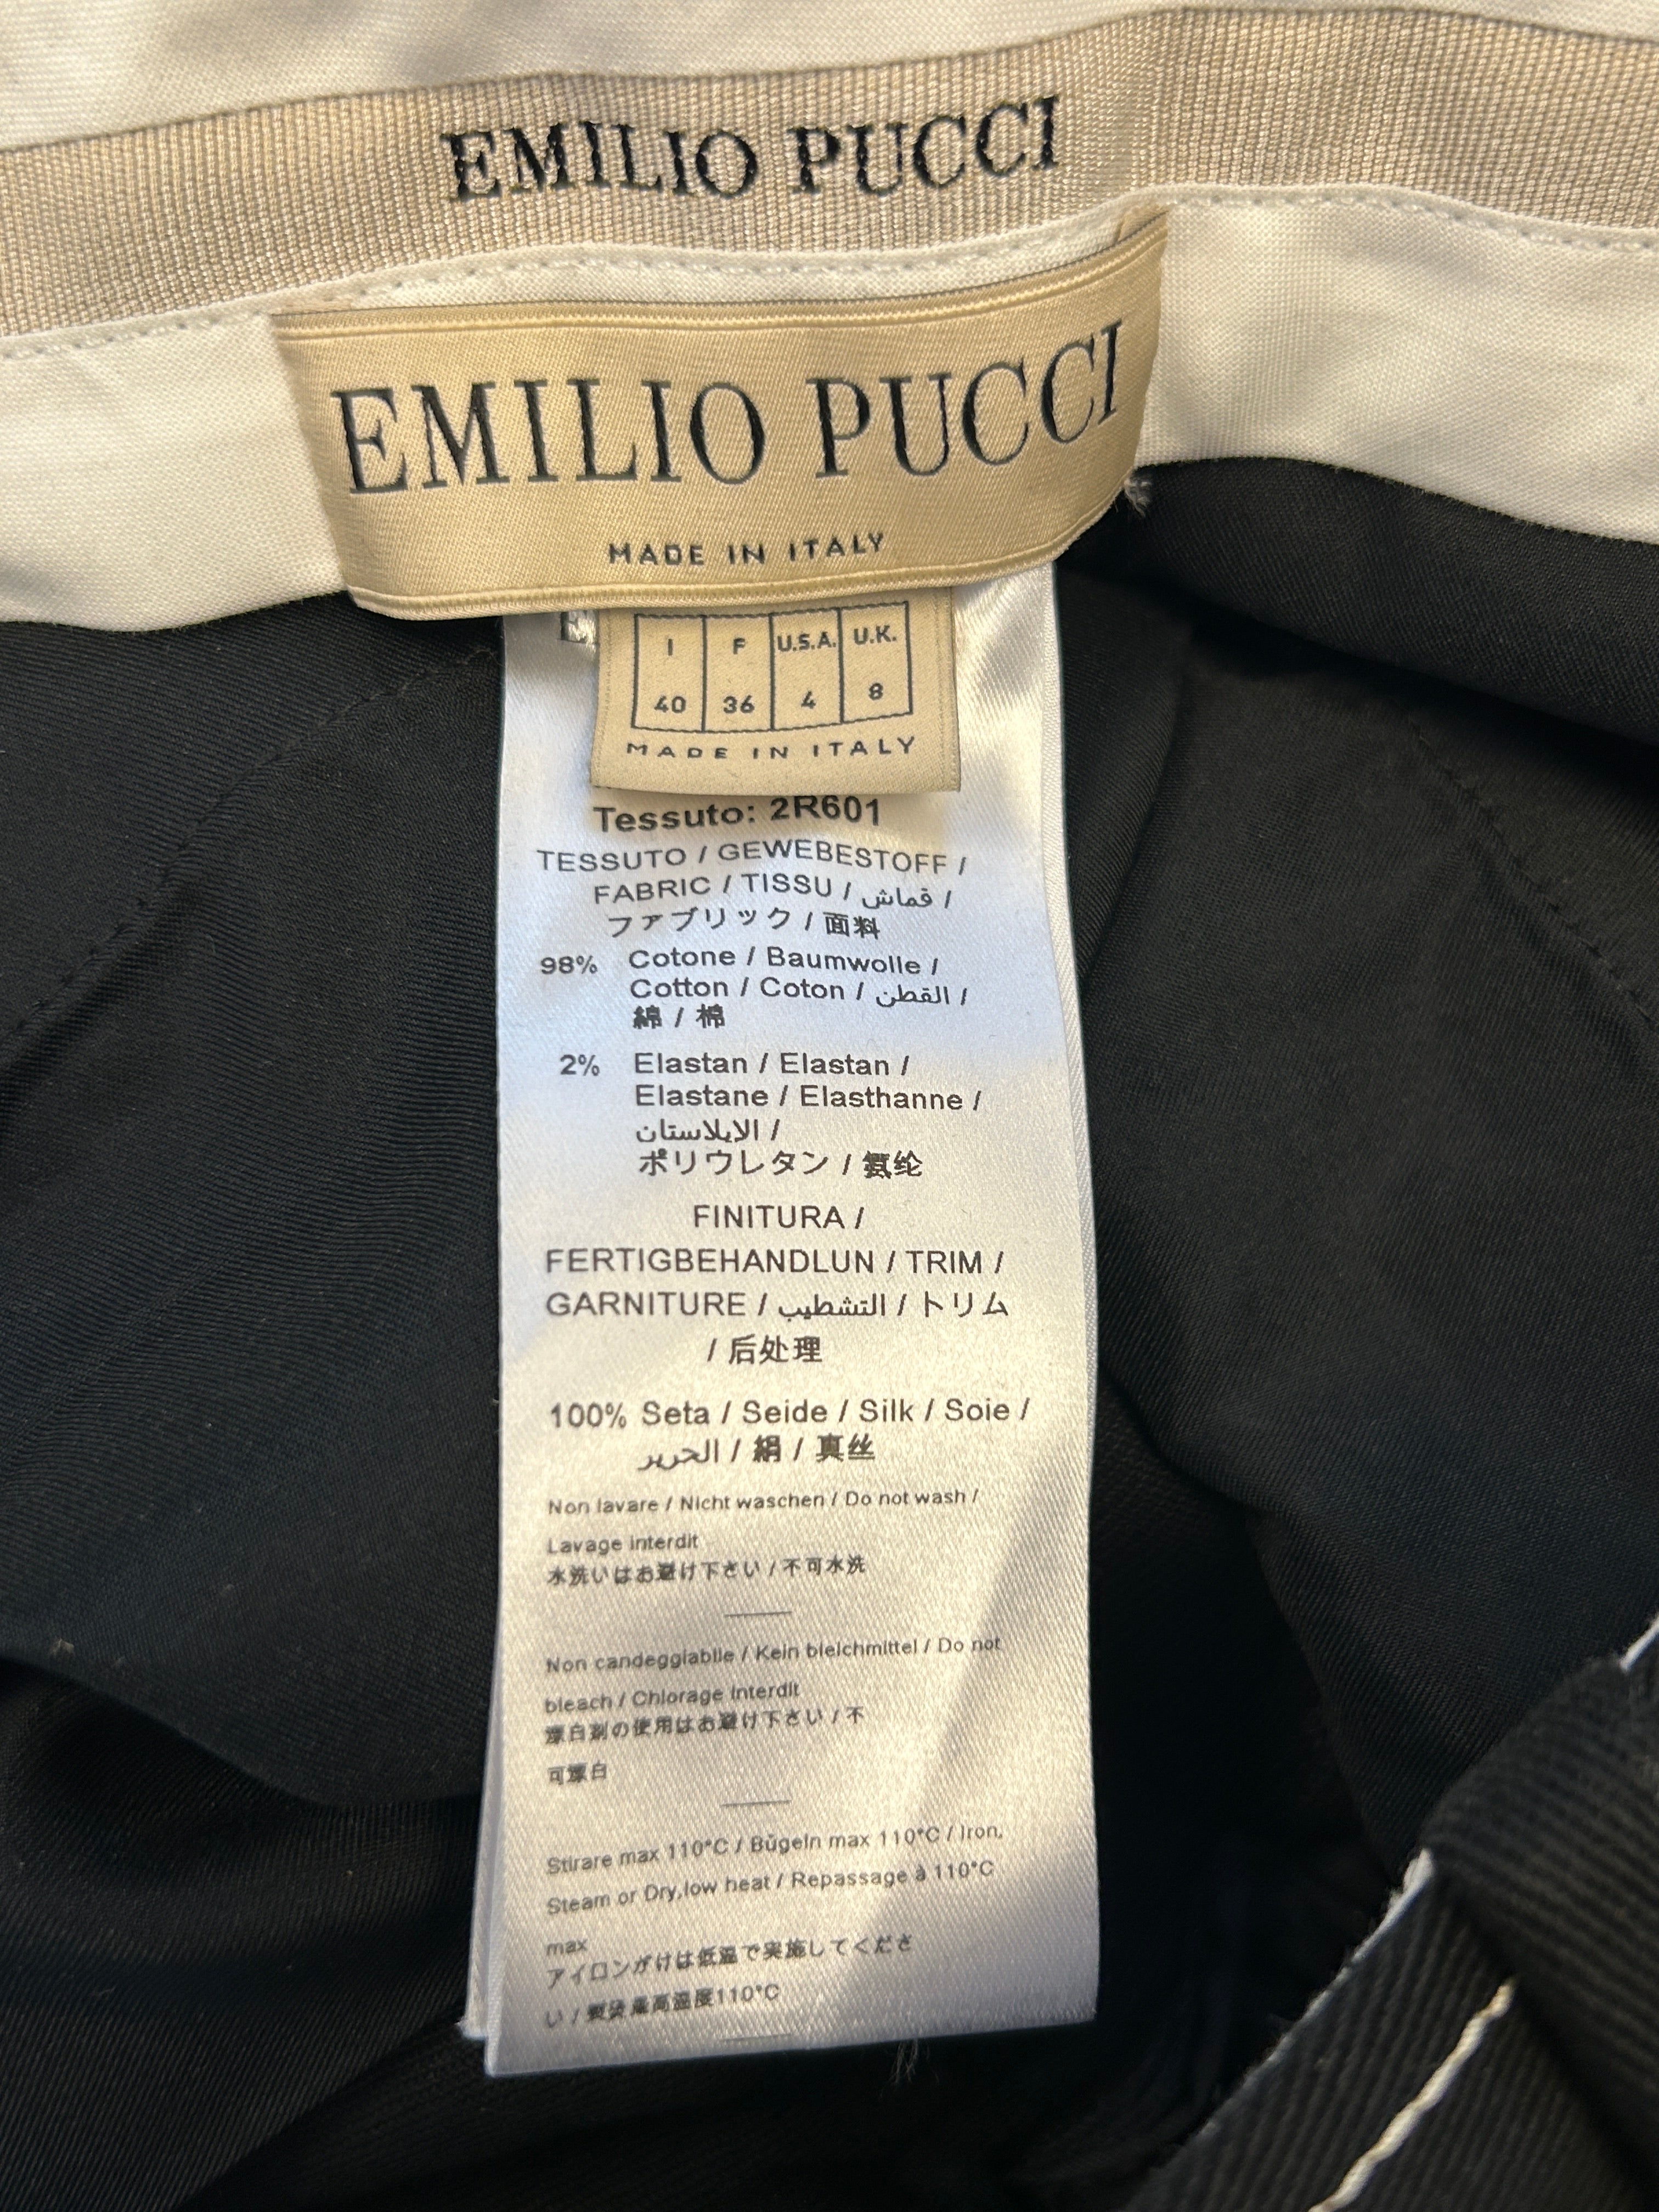 EMILIO PUCCI
EMILIO PUCCI
MADE IN ITALY
I F U.S.A. U.K.
40 36 4 8
MADE IN ITALY
Tessuto: 2R601
TESSUTO / GEWEBESTOFF /
FABRIC / TISSU / قماش /
ファブリック / 面料
98% Cotone / Baumwolle /
Cotton / Coton / القطن /
綿 / 棉
2% Elastan / Elastan /
Elastane / Elasthanne /
الايلاستان /
ポリウレタン / 氨纶
FINITURA /
FERTIGBEHANDLUN / TRIM /
GARNITURE / التشطيب / トリム
/ 后处理
100% Seta / Seide / Silk / Soie /
الحرير / 絹 / 真丝
Non lavare / Nicht waschen / Do not wash /
Lavage interdit
水洗いはお避け下さい / 不可水洗
Non candeggiabile / Kein bleichmittel / Do not
bleach / Chlorage interdit
漂白剤の使用はお避け下さい / 不
可漂白
Stirare max 110°C / Bügeln max 110°C / Iron,
Steam or Dry,low heat / Repassage à 110°C
max
アイロンがけは低温で実施してくださ
い / 熨烫最高温度110°C